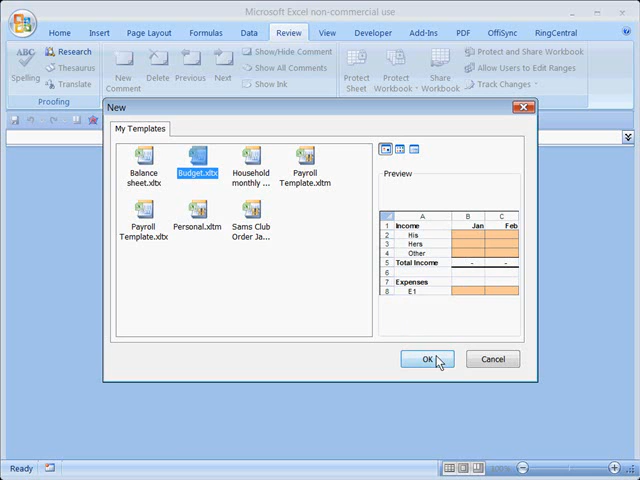 Microsoft Excel non-commercial use
Home Insert Page Layout Formulas Data Review View Developer Add-Ins PDF OffiSync RingCentral
ABC
Spelling
Research
Thesaurus
Translate
Proofing
New
Comment
Delete
Previous
Next
Show/Hide Comment
Show All Comments
Show Ink
Protect
Sheet
Protect
Workbook
Share
Workbook
Protect and Share Workbook
Allow Users to Edit Ranges
Track Changes
New
My Templates
Balance
sheet.xltx
Budget.xltx
Household
monthly ...
Payroll
Template.xltm
Payroll
Template.xltx
Personal.xltm
Sams Club
Order Ja...
Preview
A B C
1 Income Jan Feb
2 His
3 Hers
4 Other
5 Total Income - -
6
7 Expenses
8 E1
OK
Cancel
Ready
100%